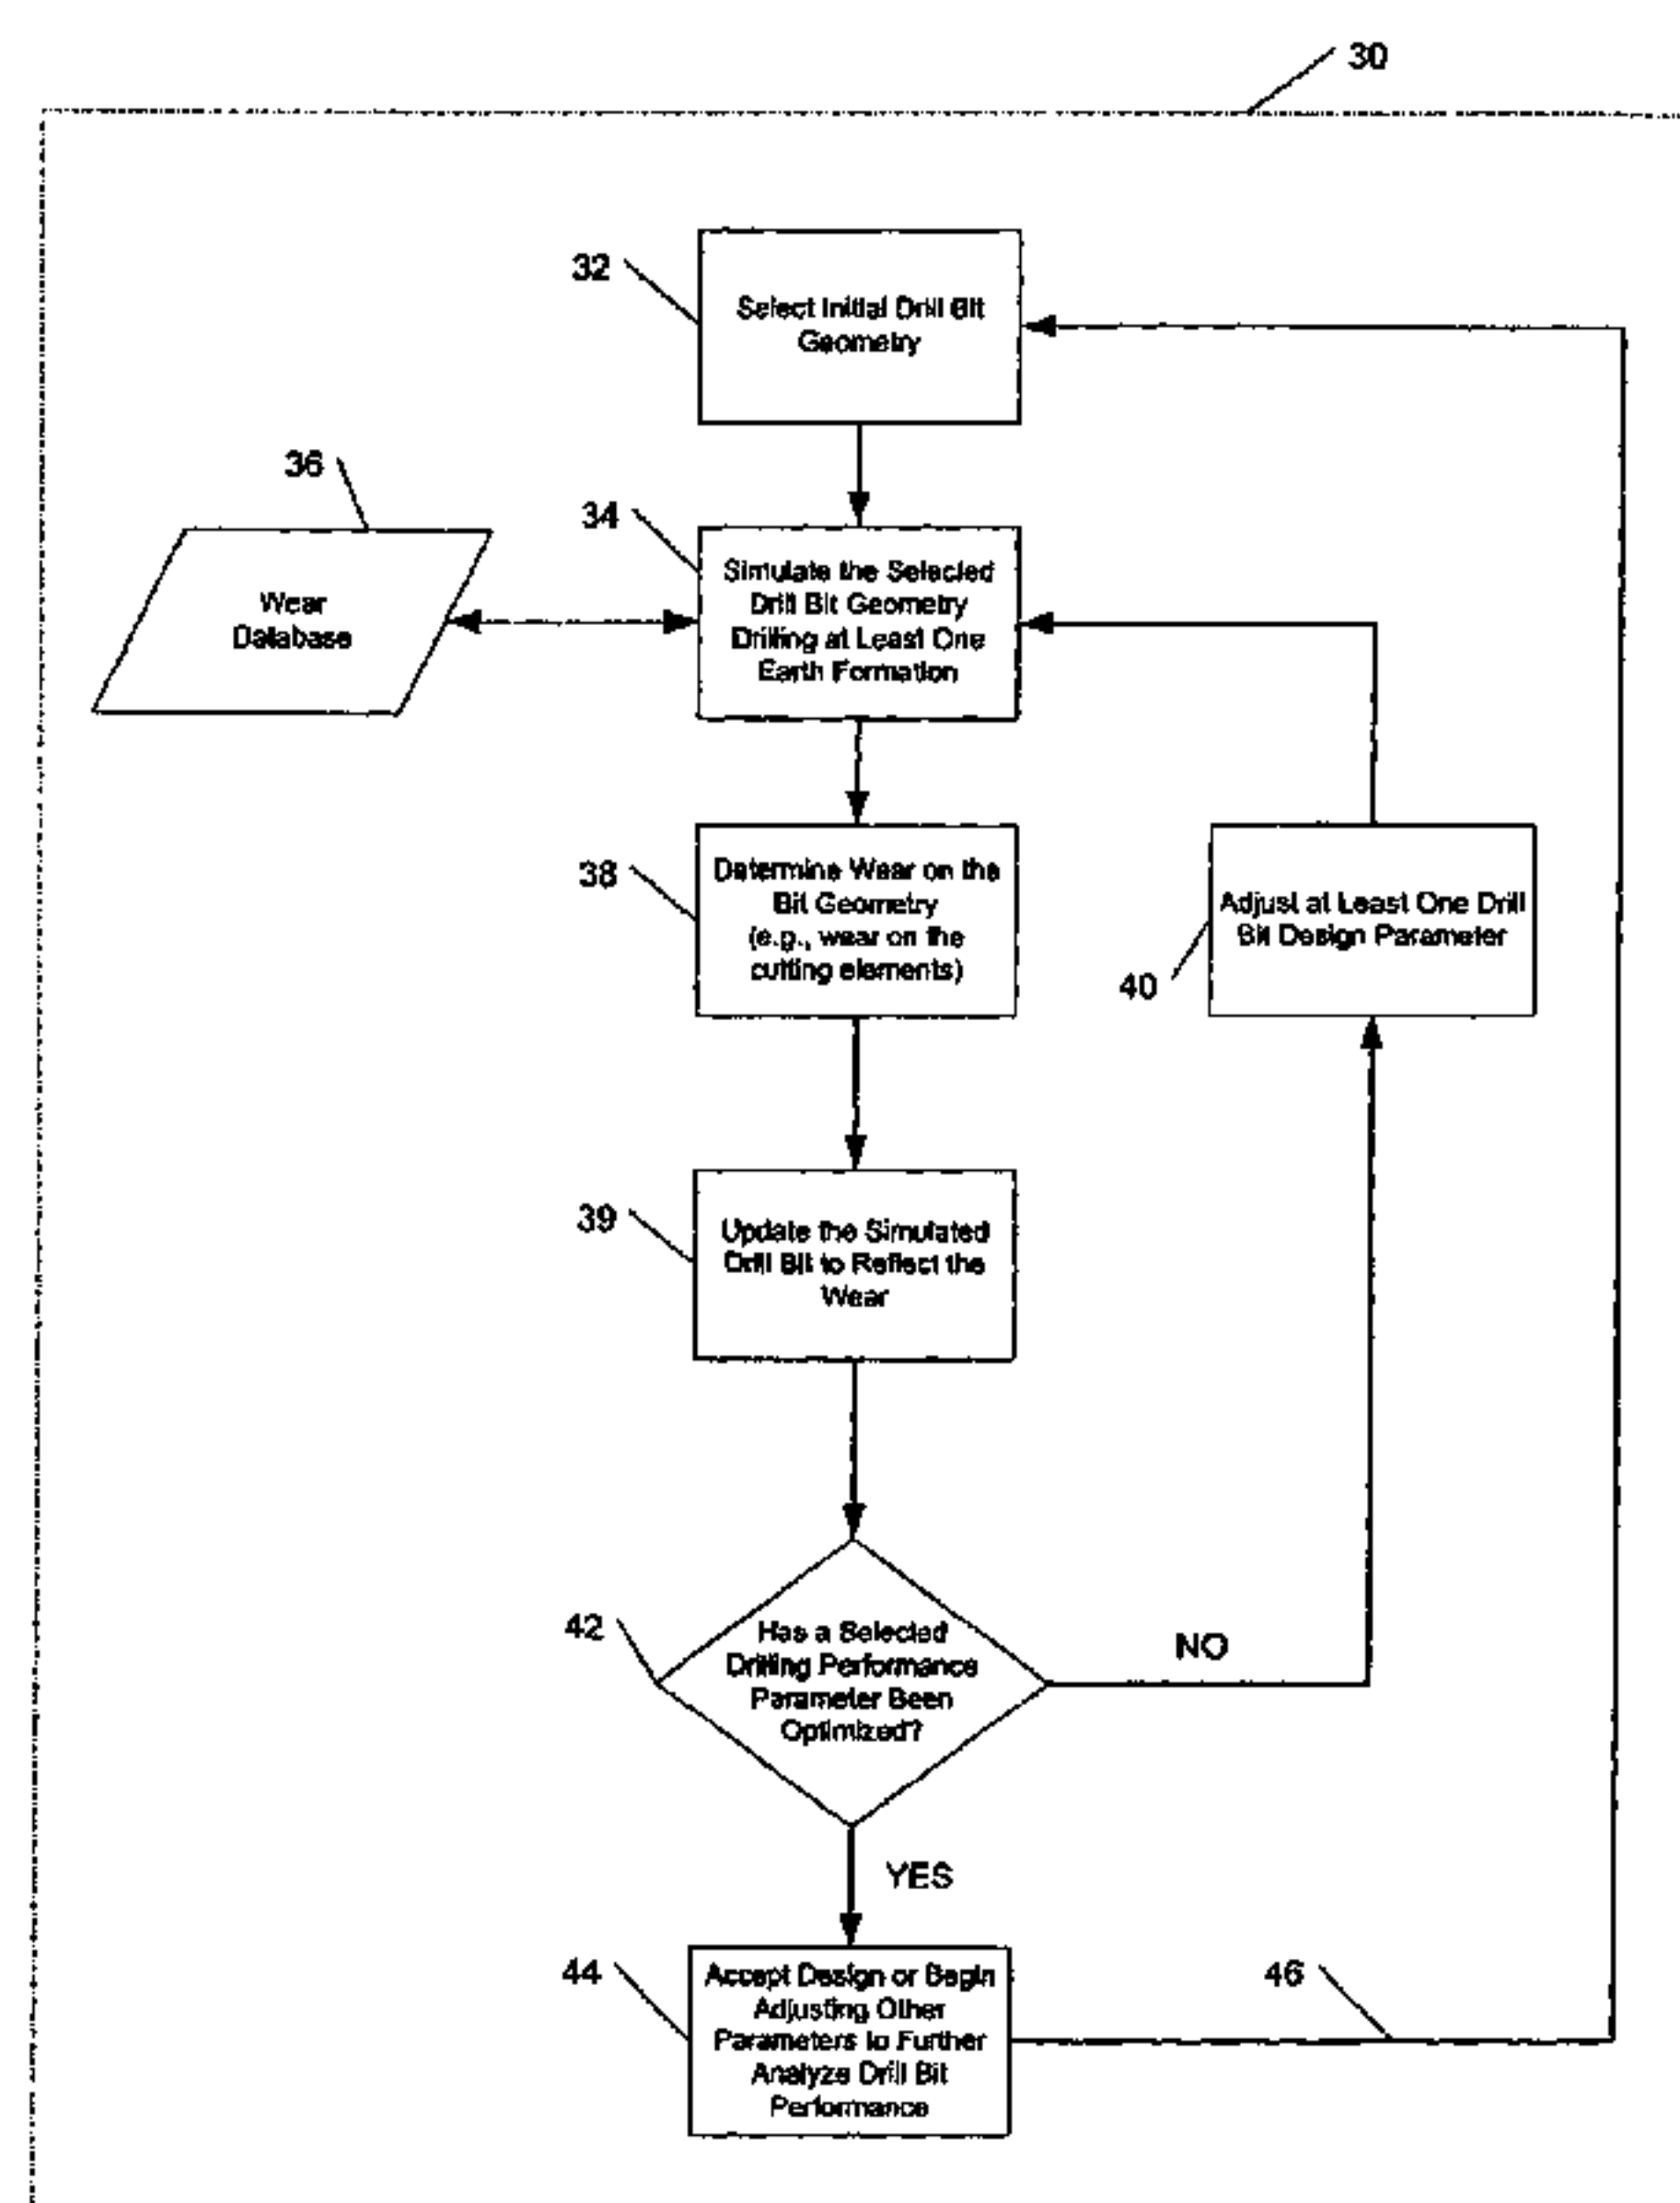 30
32
Select Initial Drill Bit
Geometry
36
Wear
Database
34
Simulate the Selected
Drill Bit Geometry
Drilling at Least One
Earth Formation
38
Determine Wear on the
Bit Geometry
(e.g., wear on the
cutting elements)
Adjust at Least One Drill
Bit Design Parameter
40
39
Update the Simulated
Drill Bit to Reflect the
Wear
42
Has a Selected
Drilling Performance
Parameter Been
Optimized?
NO
YES
44
Accept Design or Begin
Adjusting Other
Parameters to Further
Analyze Drill Bit
Performance
46